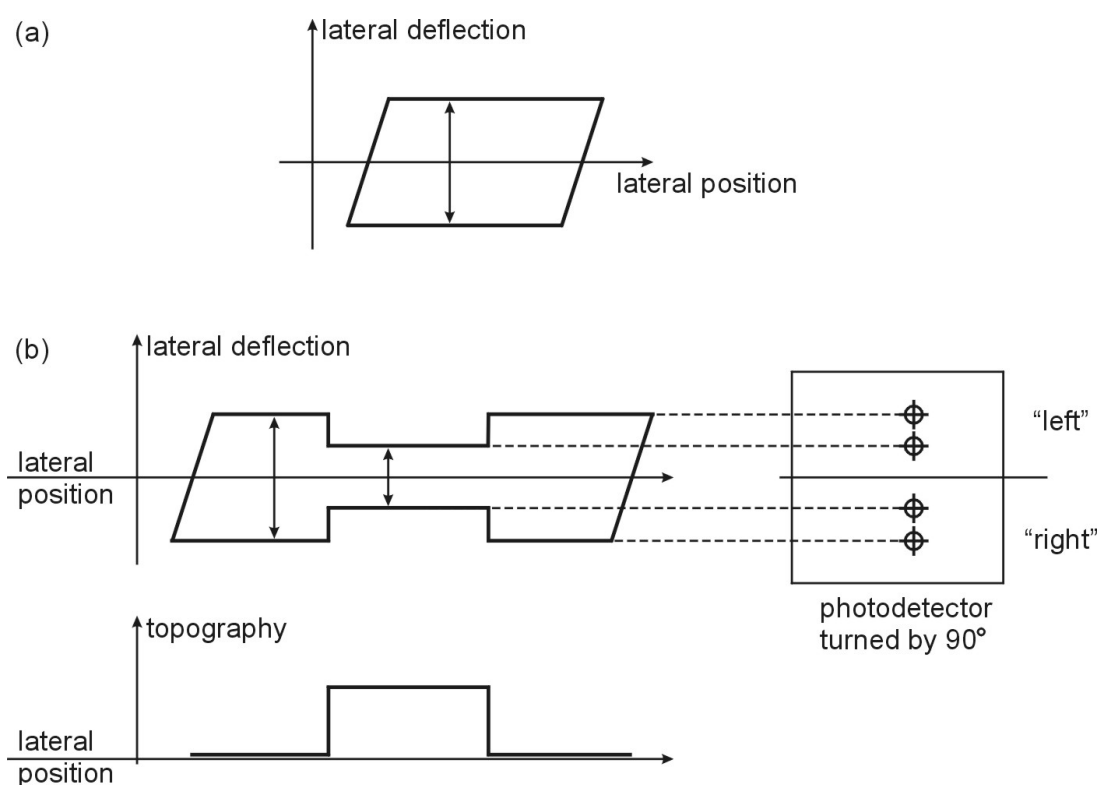 (a)
lateral deflection
lateral position
(b)
lateral deflection
lateral
position
“left”
“right”
photodetector
turned by 90°
topography
lateral
position